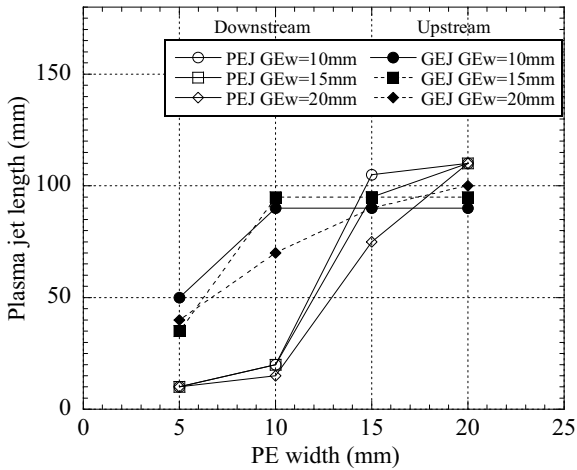 Downstream Upstream
PEJ GEw=10mm GEJ GEw=10mm
PEJ GEw=15mm GEJ GEw=15mm
PEJ GEw=20mm GEJ GEw=20mm
Plasma jet length (mm)
150
100
50
0
0 5 10 15 20 25
PE width (mm)